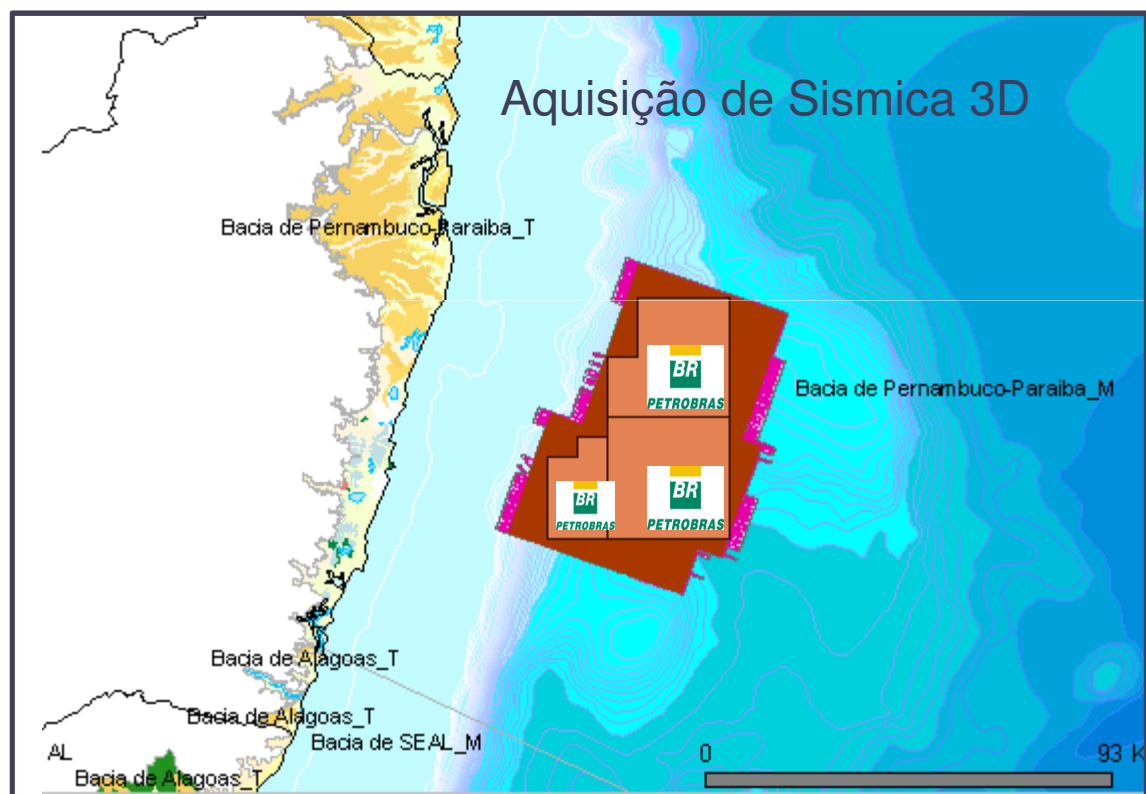 Aquisição de Sismica 3D
Bacia de Pernambuco-Paraiba_T
BR
PETROBRAS
Bacia de Pernambuco-Paraiba_M
BR
PETROBRAS
BR
PETROBRAS
Bacia de Alagoas_T
Bacia de Alagoas_T
Bacia de SEAL_M
AL
Bacia de Alagoas_T
0
93 K